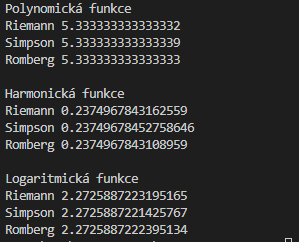 Polynomická funkce
Riemann 5.333333333333332
Simpson 5.333333333333339
Romberg 5.333333333333333
Harmonická funkce
Riemann 0.2374967843162559
Simpson 0.23749678452758646
Romberg 0.2374967843108959
Logaritmická funkce
Riemann 2.2725887223195165
Simpson 2.2725887221425767
Romberg 2.2725887222395134